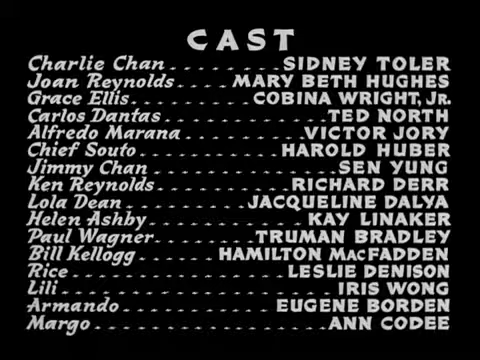 CAST
Charlie Chan . . . . . . . . . . SIDNEY TOLER
Joan Reynolds . . . . . MARY BETH HUGHES
Grace Ellis . . . . . . . . . . COBINA WRIGHT, JR.
Carlos Dantas . . . . . . . . . . . . . . TED NORTH
Alfredo Marana . . . . . . . . . . VICTOR JORY
Chief Souto . . . . . . . . . . . HAROLD HUBER
Jimmy Chan . . . . . . . . . . . . . . . SEN YUNG
Ken Reynolds . . . . . . . . . . . RICHARD DERR
Lola Dean . . . . . . . . . . JACQUELINE DALYA
Helen Ashby . . . . . . . . . . . . . KAY LINAKER
Paul Wagner . . . . . . . . TRUMAN BRADLEY
Bill Kellogg . . . . . . . HAMILTON MACFADDEN
Rice . . . . . . . . . . . . . . . . . LESLIE DENISON
Lili . . . . . . . . . . . . . . . . . . . . . . IRIS WONG
Armando . . . . . . . . . . . . EUGENE BORDEN
Margo . . . . . . . . . . . . . . . . . . . ANN CODEE